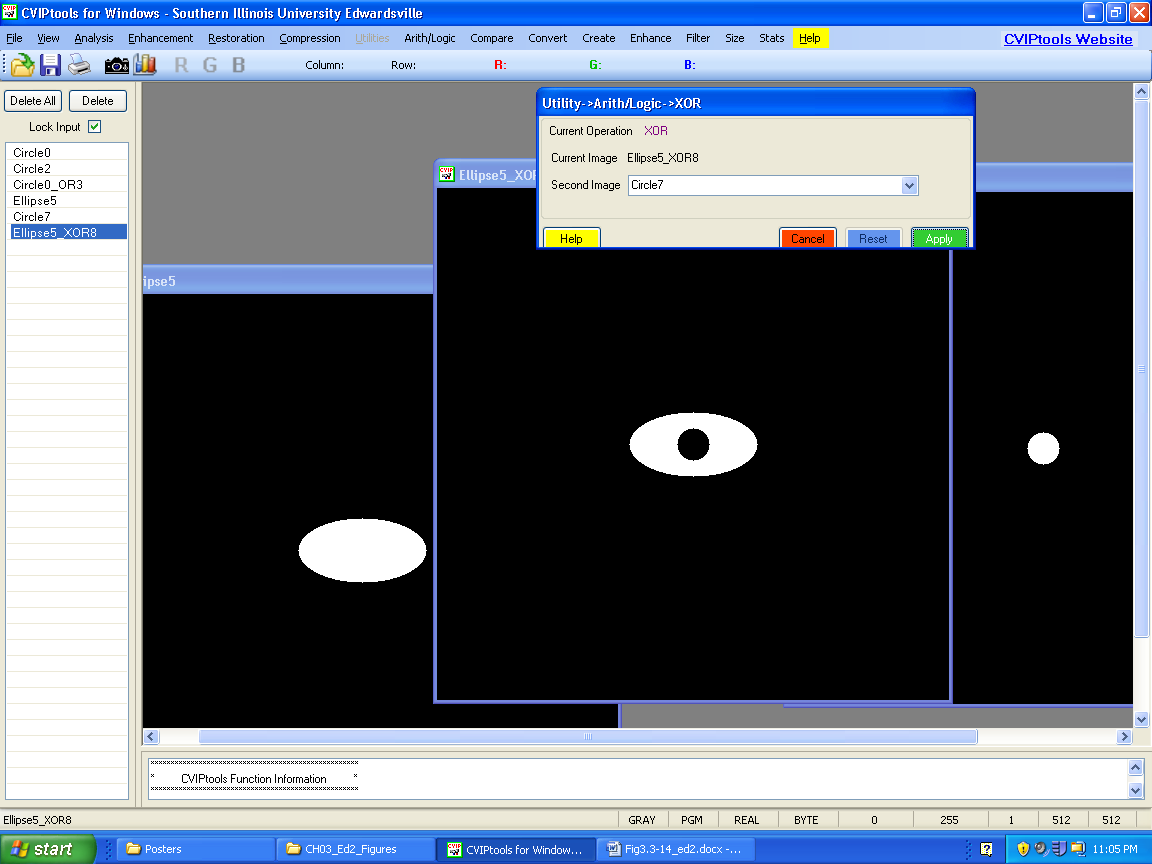 CVIPtools for Windows - Southern Illinois University Edwardsville
File View Analysis Enhancement Restoration Compression Utilities Arith/Logic Compare Convert Create Enhance Filter Size Stats Help CVIPtools Website
R G B Column: Row: R: G: B:
Delete All Delete
Lock Input
Circle0
Circle2
Circle0_OR3
Ellipse5
Circle7
Ellipse5_XOR8
Utility->Arith/Logic->XOR
Current Operation XOR
Current Image Ellipse5_XOR8
Second Image Circle7
Help Cancel Reset Apply
CVIP Ellipse5_XOR
ipse5
************************************************
* CVIPtools Function Information *
************************************************
Ellipse5_XOR8 GRAY PGM REAL BYTE 0 255 1 512 512
start Posters CH03_Ed2_Figures CVIPtools for Window... Fig3.3-14_ed2.docx -... 11:05 PM